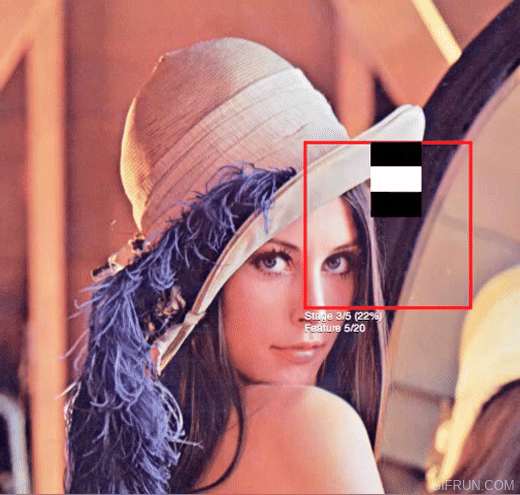 Stage 3/5 (22%)
Feature 5/20
GIFRUN.COM